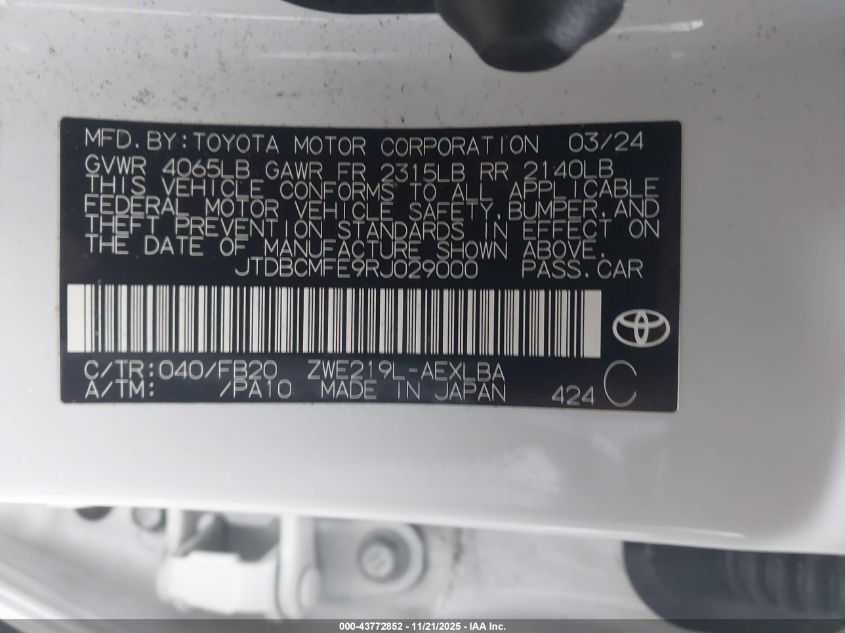 MFD.BY:TOYOTA MOTOR CORPORATION 03/24
GVWR 4065LB GAWR FR 2315LB RR 2140LB
THIS VEHICLE CONFORMS TO ALL APPLICABLE
FEDERAL MOTOR VEHICLE SAFETY,BUMPER,AND
THEFT PREVENTION STANDARDS IN EFFECT ON
THE DATE OF MANUFACTURE SHOWN ABOVE.
JTDBCMFE9RJ029000 PASS.CAR
C/TR:040/FB20 ZWE219L-AEXLBA
A/TM: /PA10 MADE IN JAPAN 424 C
000-43772852 - 11/21/2025 - IAA Inc.